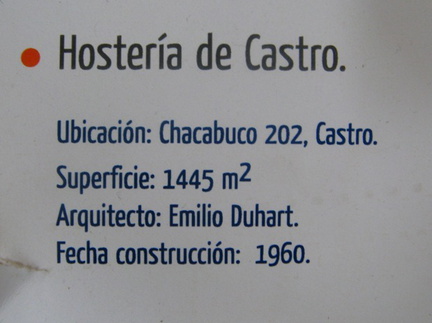 Hostería de Castro.
Ubicación: Chacabuco 202, Castro.
Superficie: 1445 m²
Arquitecto: Emilio Duhart.
Fecha construcción: 1960.